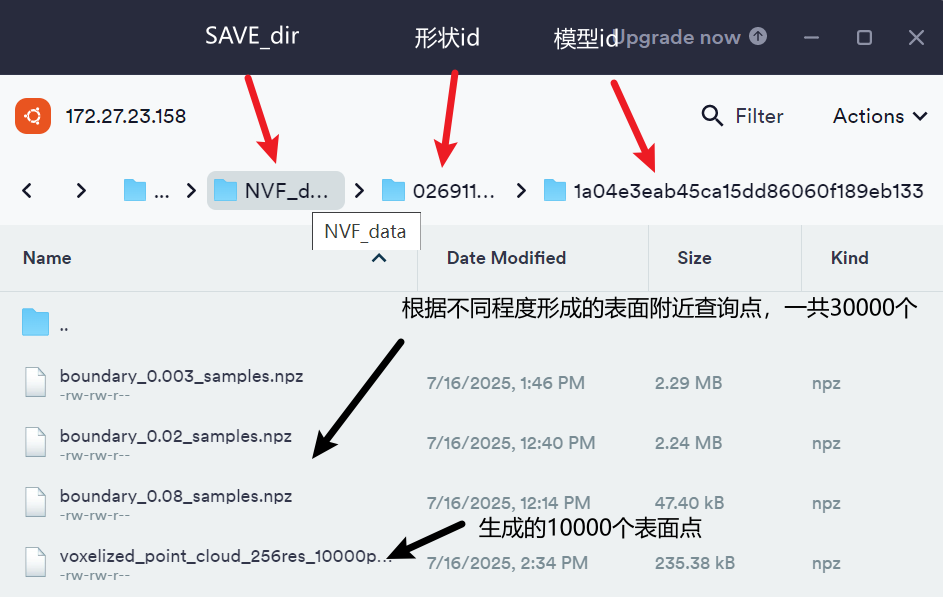 SAVE_dir 形状id 模型id Upgrade now
172.27.23.158 Filter Actions
... NVF_d... 026911... 1a04e3eab45ca15dd86060f189eb133
NVF_data
Name Date Modified Size Kind
根据不同程度形成的表面附近查询点，一共30000个
..
boundary_0.003_samples.npz 7/16/2025, 1:46 PM 2.29 MB npz
-rw-rw-r--
boundary_0.02_samples.npz 7/16/2025, 12:40 PM 2.24 MB npz
-rw-rw-r--
boundary_0.08_samples.npz 7/16/2025, 12:14 PM 47.40 kB npz
-rw-rw-r--
生成的10000个表面点
voxelized_point_cloud_256res_10000p... 7/16/2025, 2:34 PM 235.38 kB npz
-rw-rw-r--